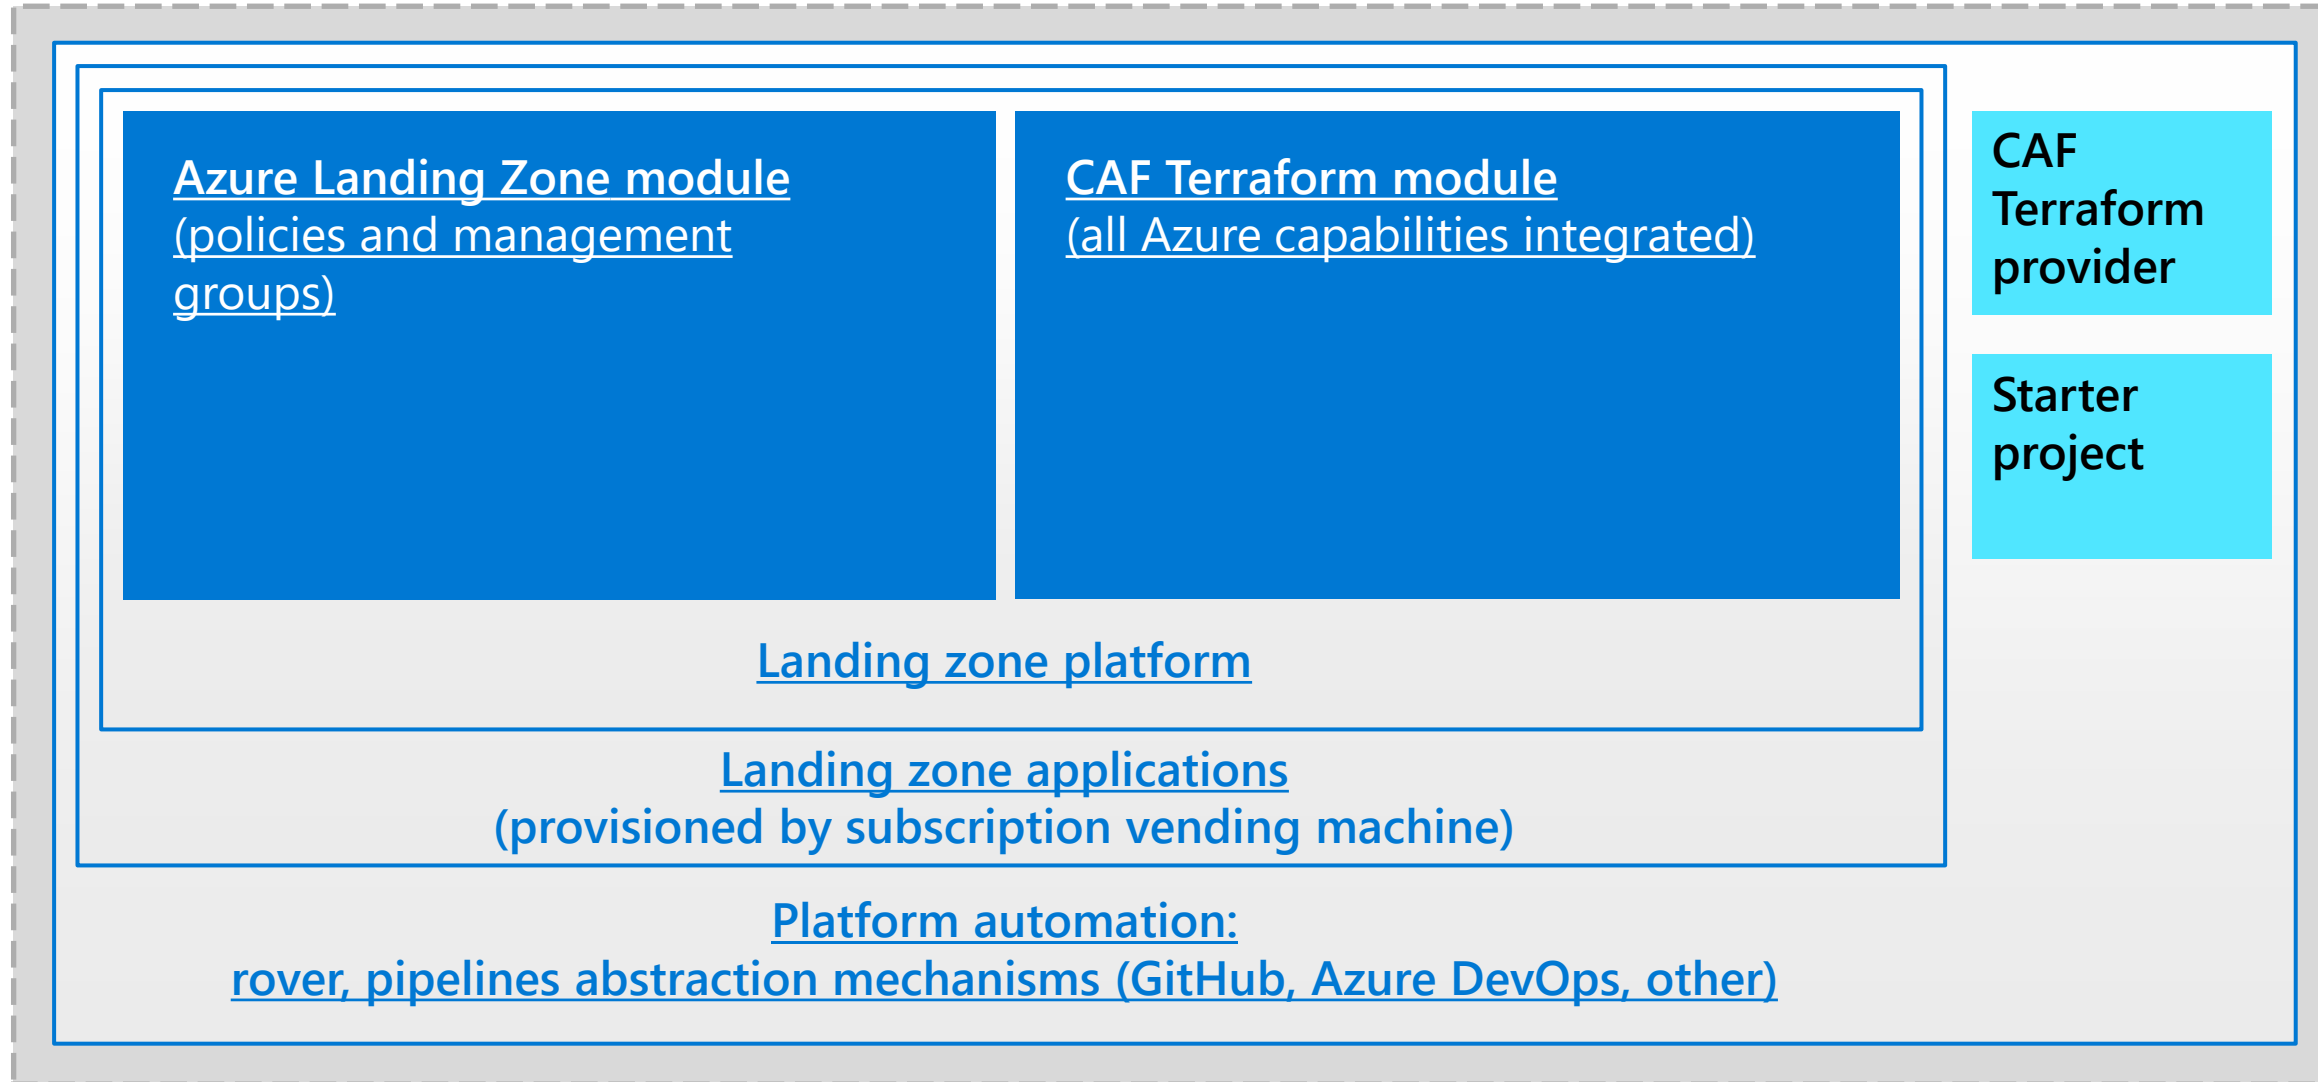 Azure Landing Zone module
(policies and management
groups)
CAF Terraform module
(all Azure capabilities integrated)
CAF
Terraform
provider
Starter
project
Landing zone platform
Landing zone applications
(provisioned by subscription vending machine)
Platform automation:
rover, pipelines abstraction mechanisms (GitHub, Azure DevOps, other)